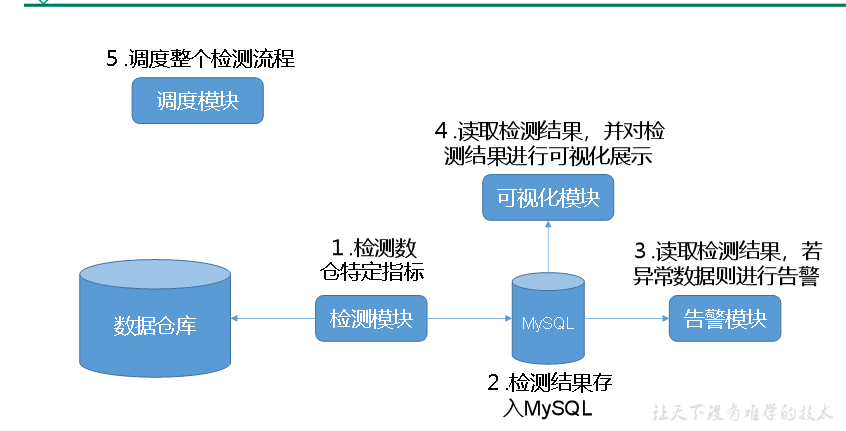 5.调度整个检测流程
调度模块
4.读取检测结果，并对检
测结果进行可视化展示
可视化模块
1.检测数
仓特定指标
3.读取检测结果，若
异常数据则进行告警
数据仓库
检测模块
MySQL
告警模块
2.检测结果存
入MySQL
让天下没有难学的技术